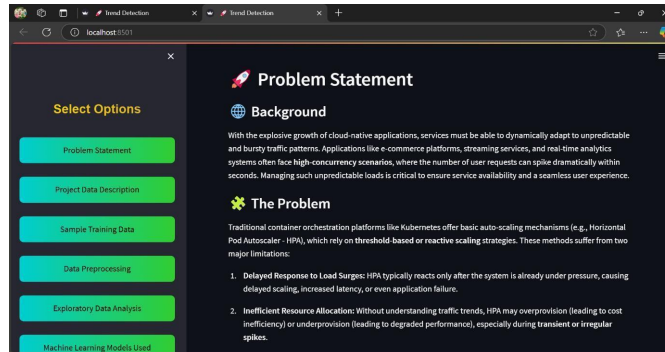 Trend Detection
Trend Detection
localhost:8501
Select Options
Problem Statement
Project Data Description
Sample Training Data
Data Preprocessing
Exploratory Data Analysis
Machine Learning Models Used
Problem Statement
Background
With the explosive growth of cloud-native applications, services must be able to dynamically adapt to unpredictable
and bursty traffic patterns. Applications like e-commerce platforms, streaming services, and real-time analytics
systems often face high-concurrency scenarios, where the number of user requests can spike dramatically within
seconds. Managing such unpredictable loads is critical to ensure service availability and a seamless user experience.
The Problem
Traditional container orchestration platforms like Kubernetes offer basic auto-scaling mechanisms (e.g., Horizontal
Pod Autoscaler - HPA), which rely on threshold-based or reactive scaling strategies. These methods suffer from two
major limitations:
1. Delayed Response to Load Surges: HPA typically reacts only after the system is already under pressure, causing
delayed scaling, increased latency, or even application failure.
2. Inefficient Resource Allocation: Without understanding traffic trends, HPA may overprovision (leading to cost
inefficiency) or underprovision (leading to degraded performance), especially during transient or irregular
spikes.